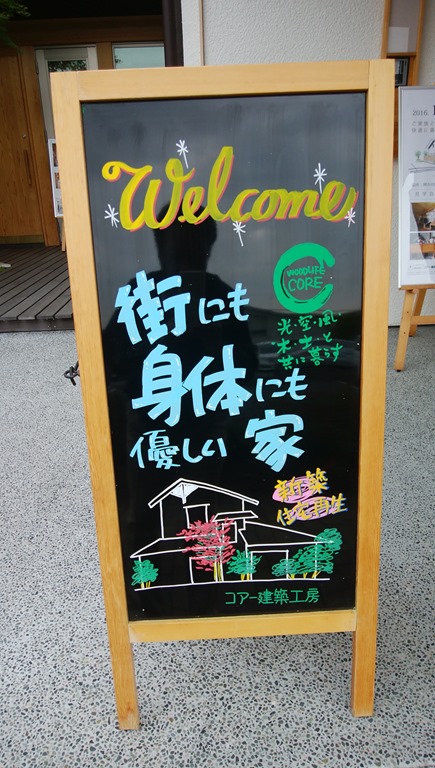 Welcome
WOODLIFE
CORE
光・空・風・
木・土・と
共に暮らす
街にも
身体にも
優しい家
新築
住宅再生
コアー建築工房
2016.